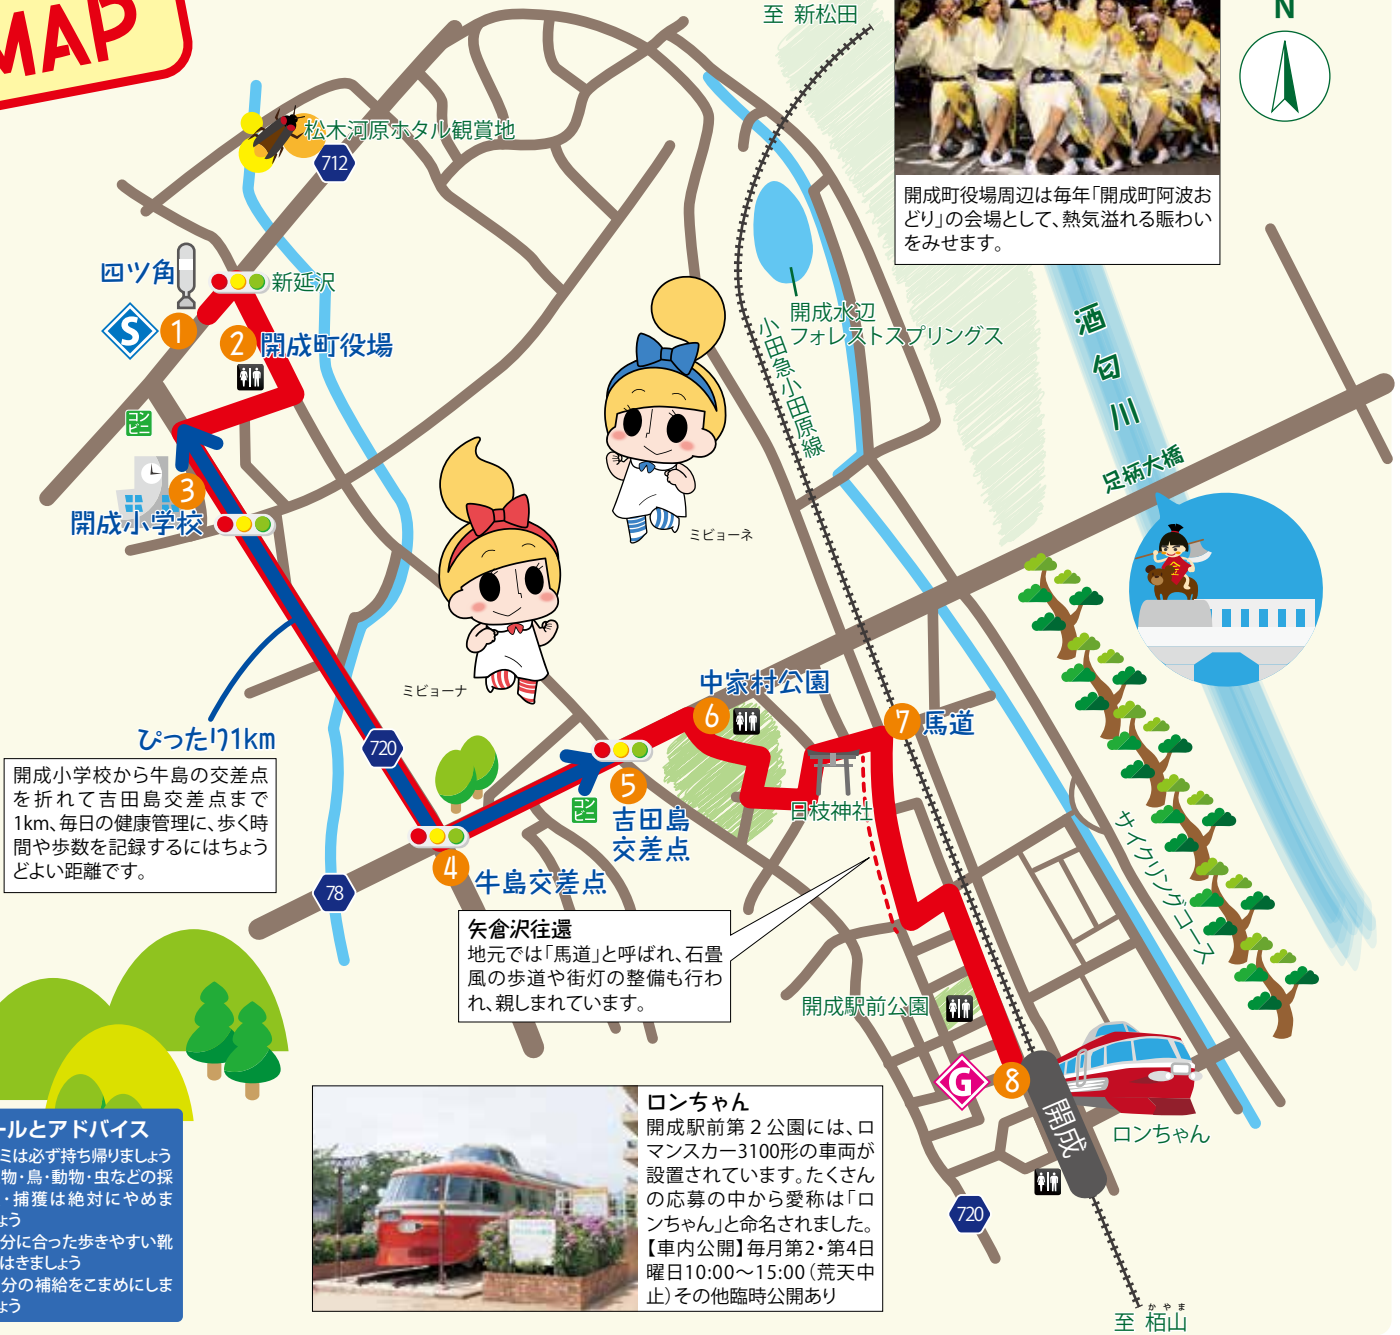 MAP
至 新松田
N
開成町役場周辺は毎年「開成町阿波お
どり」の会場として、熱気溢れる賑わい
をみせます。
松木河原ホタル観賞地
712
四ツ角
新延沢
S
1
2
開成町役場
コン
ビニ
3
開成小学校
開成水辺
フォレストスプリングス
小田急小田原線
酒匂川
足柄大橋
金
ミビョーネ
ミビョーナ
ぴったり1km
開成小学校から牛島の交差点
を折れて吉田島交差点まで
1km、毎日の健康管理に、歩く時
間や歩数を記録するにはちょう
どよい距離です。
720
78
4
牛島交差点
コン
ビニ
5
吉田島
交差点
中家村公園
6
7
馬道
日枝神社
矢倉沢往還
地元では「馬道」と呼ばれ、石畳
風の歩道や街灯の整備も行わ
れ、親しまれています。
サイクリングコース
開成駅前公園
G
8
開成
ロンちゃん
720
至 栢山
かやま
ロンちゃん
開成駅前第2公園には、ロ
マンスカー3100形の車両が
設置されています。たくさん
の応募の中から愛称は「ロ
ンちゃん」と命名されました。
【車内公開】毎月第2・第4日
曜日10:00〜15:00（荒天中
止）その他臨時公開あり
ールとアドバイス
ミは必ず持ち帰りましょう
物・鳥・動物・虫などの採
・捕獲は絶対にやめま
ょう
分に合った歩きやすい靴
はきましょう
分の補給をこまめにしま
ょう